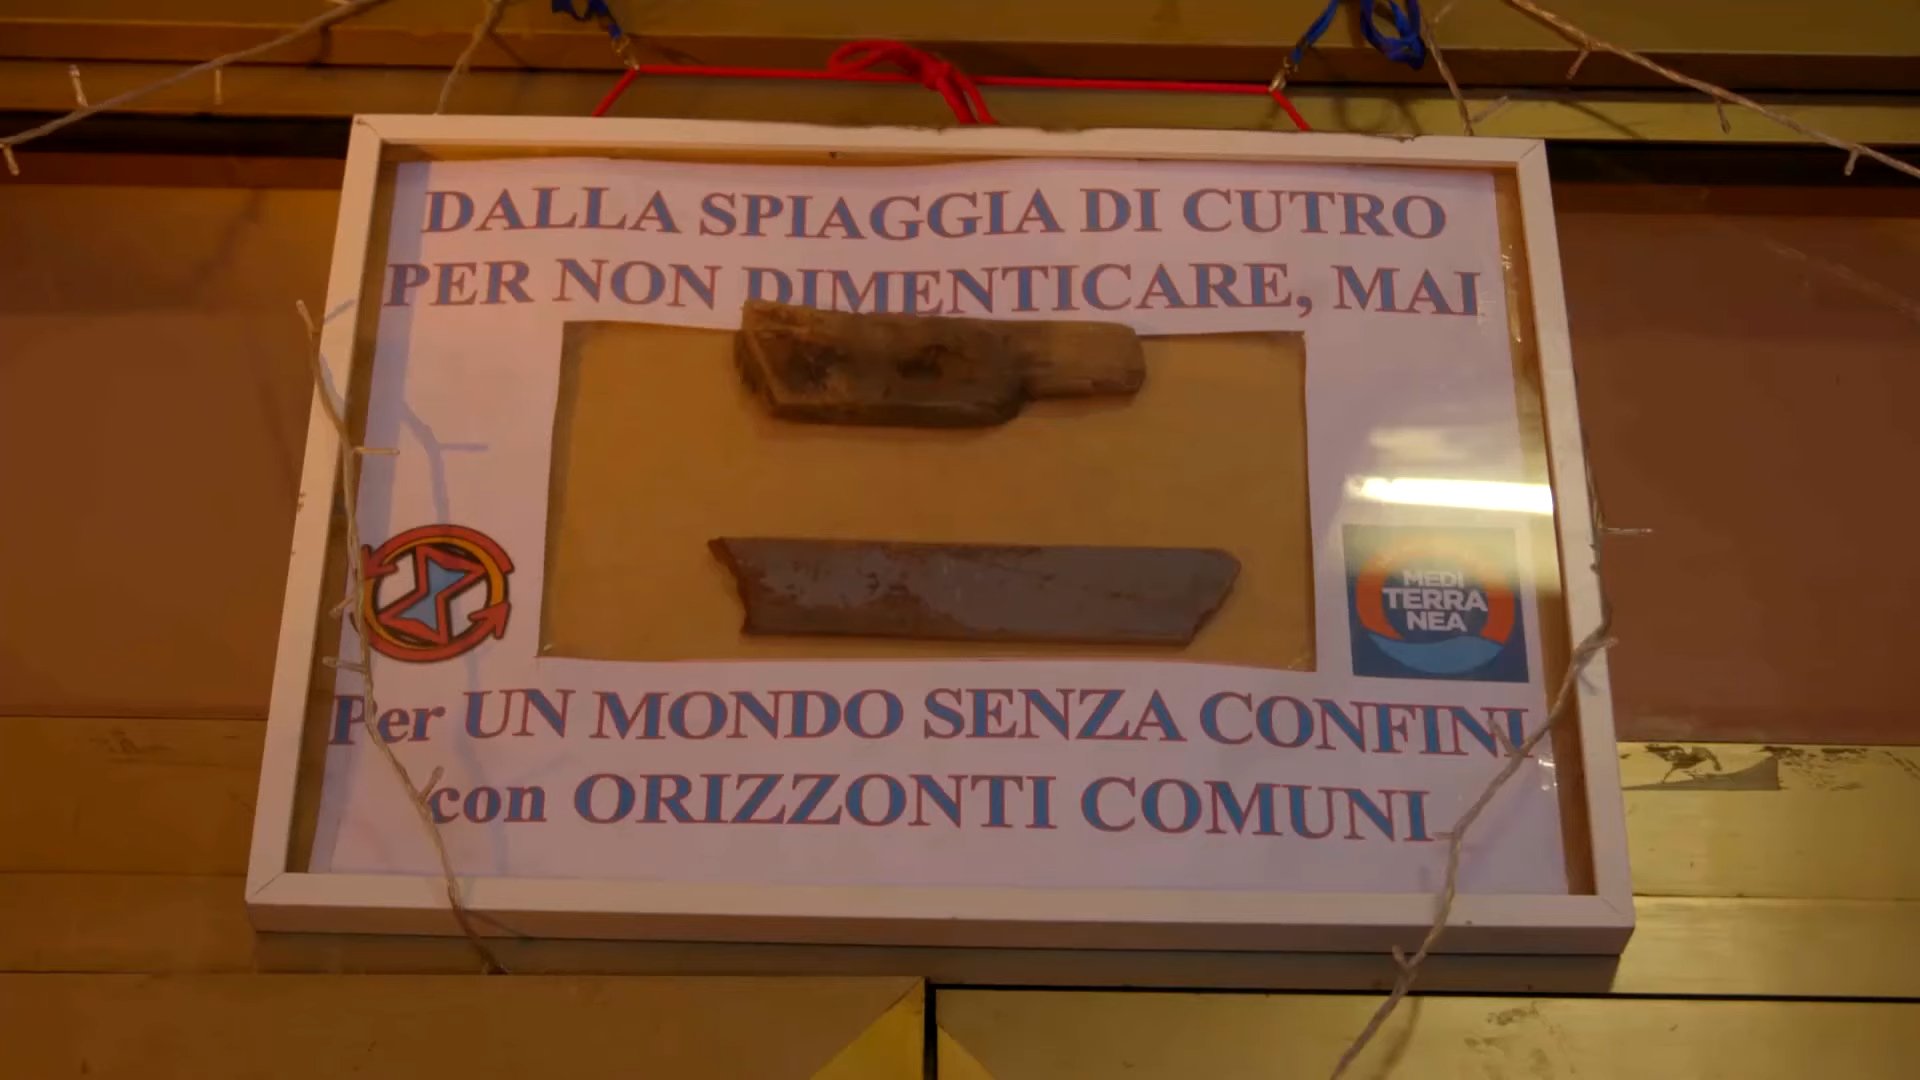 DALLA SPIAGGIA DI CUTRO
PER NON DIMENTICARE, MAI
MEDI
TERRA
NEA
Per UN MONDO SENZA CONFINI
con ORIZZONTI COMUNI